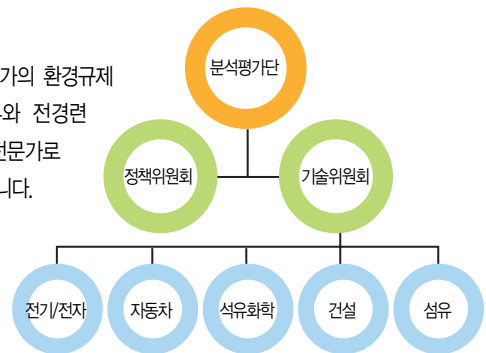 가의 환경규제
와 전경련
전문가로
니다.
분석평가단
정책위원회
기술위원회
전기/전자
자동차
석유화학
건설
섬유